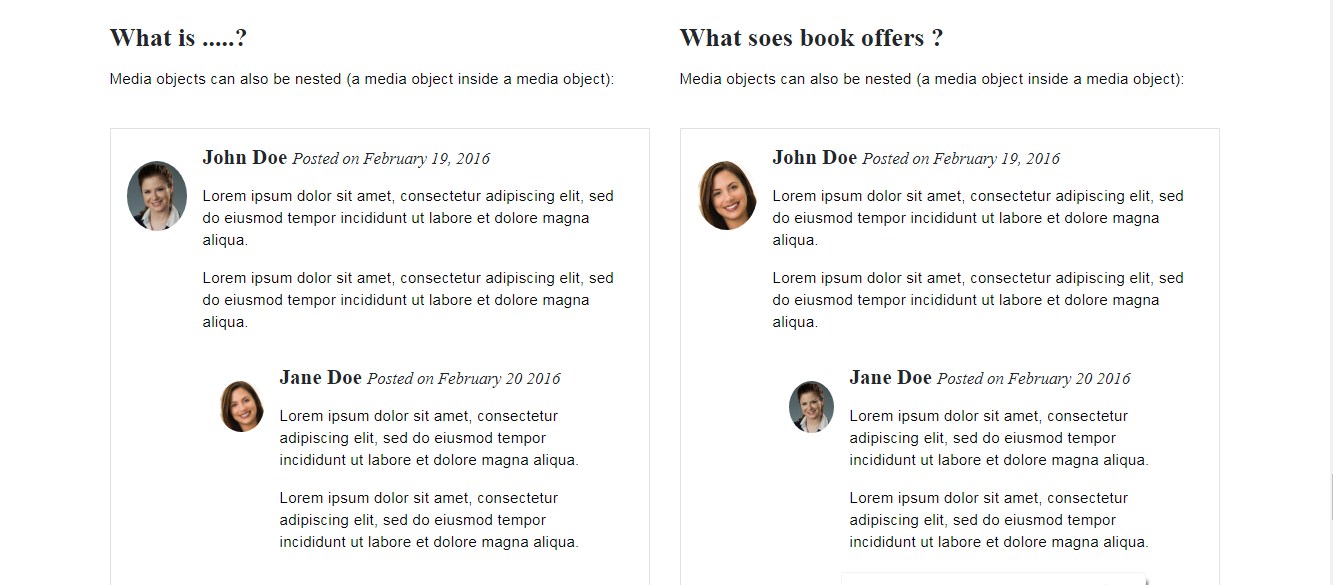 What is .....?
Media objects can also be nested (a media object inside a media object):
John Doe Posted on February 19, 2016
Lorem ipsum dolor sit amet, consectetur adipiscing elit, sed
do eiusmod tempor incididunt ut labore et dolore magna
aliqua.
Lorem ipsum dolor sit amet, consectetur adipiscing elit, sed
do eiusmod tempor incididunt ut labore et dolore magna
aliqua.
Jane Doe Posted on February 20 2016
Lorem ipsum dolor sit amet, consectetur
adipiscing elit, sed do eiusmod tempor
incididunt ut labore et dolore magna aliqua.
Lorem ipsum dolor sit amet, consectetur
adipiscing elit, sed do eiusmod tempor
incididunt ut labore et dolore magna aliqua.
What soes book offers ?
Media objects can also be nested (a media object inside a media object):
John Doe Posted on February 19, 2016
Lorem ipsum dolor sit amet, consectetur adipiscing elit, sed
do eiusmod tempor incididunt ut labore et dolore magna
aliqua.
Lorem ipsum dolor sit amet, consectetur adipiscing elit, sed
do eiusmod tempor incididunt ut labore et dolore magna
aliqua.
Jane Doe Posted on February 20 2016
Lorem ipsum dolor sit amet, consectetur
adipiscing elit, sed do eiusmod tempor
incididunt ut labore et dolore magna aliqua.
Lorem ipsum dolor sit amet, consectetur
adipiscing elit, sed do eiusmod tempor
incididunt ut labore et dolore magna aliqua.